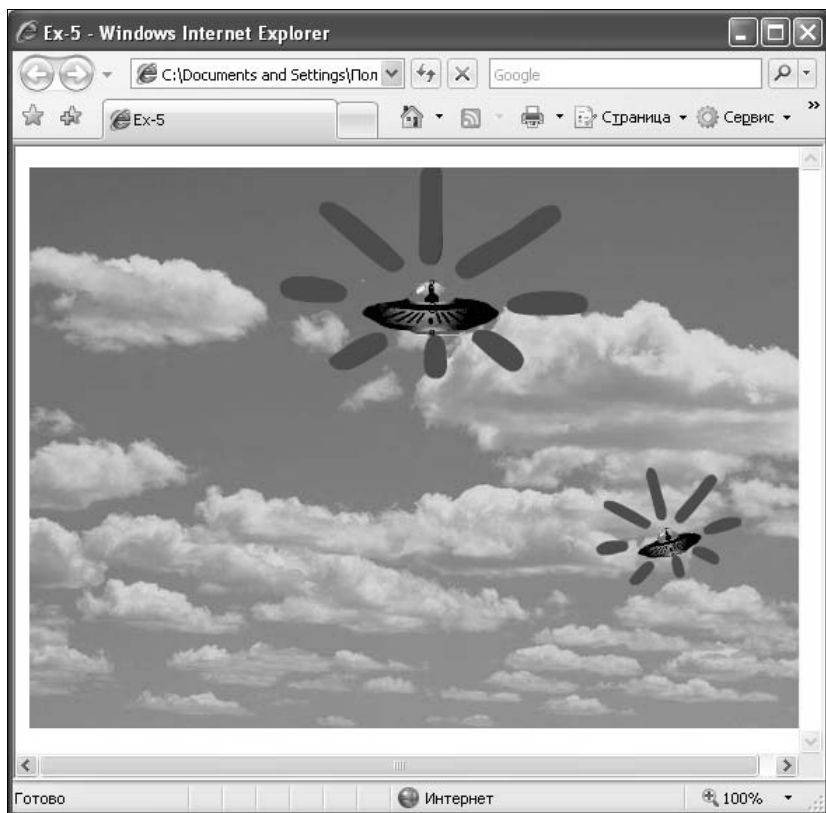 Ex-5 - Windows Internet Explorer
C:\Documents and Settings\Пол
Google
Ex-5
Страница
Сервис
»
Готово
Интернет
100%